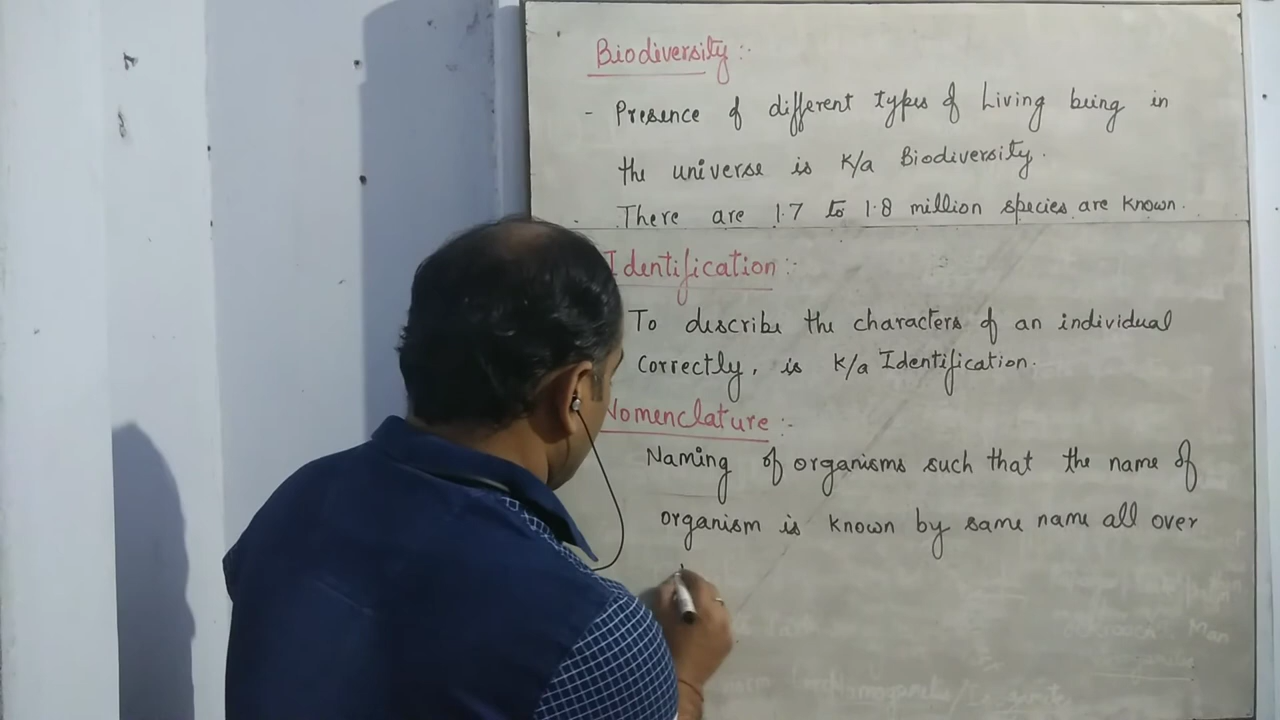 Biodiversity :-
- Presence of different types of Living being in
the universe is K/a Biodiversity.
- There are 1.7 to 1.8 million species are known.
Identification :-
To describe the characters of an individual
correctly, is K/a Identification.
Nomenclature :-
Naming of organisms such that the name of
organism is known by same name all over
Man